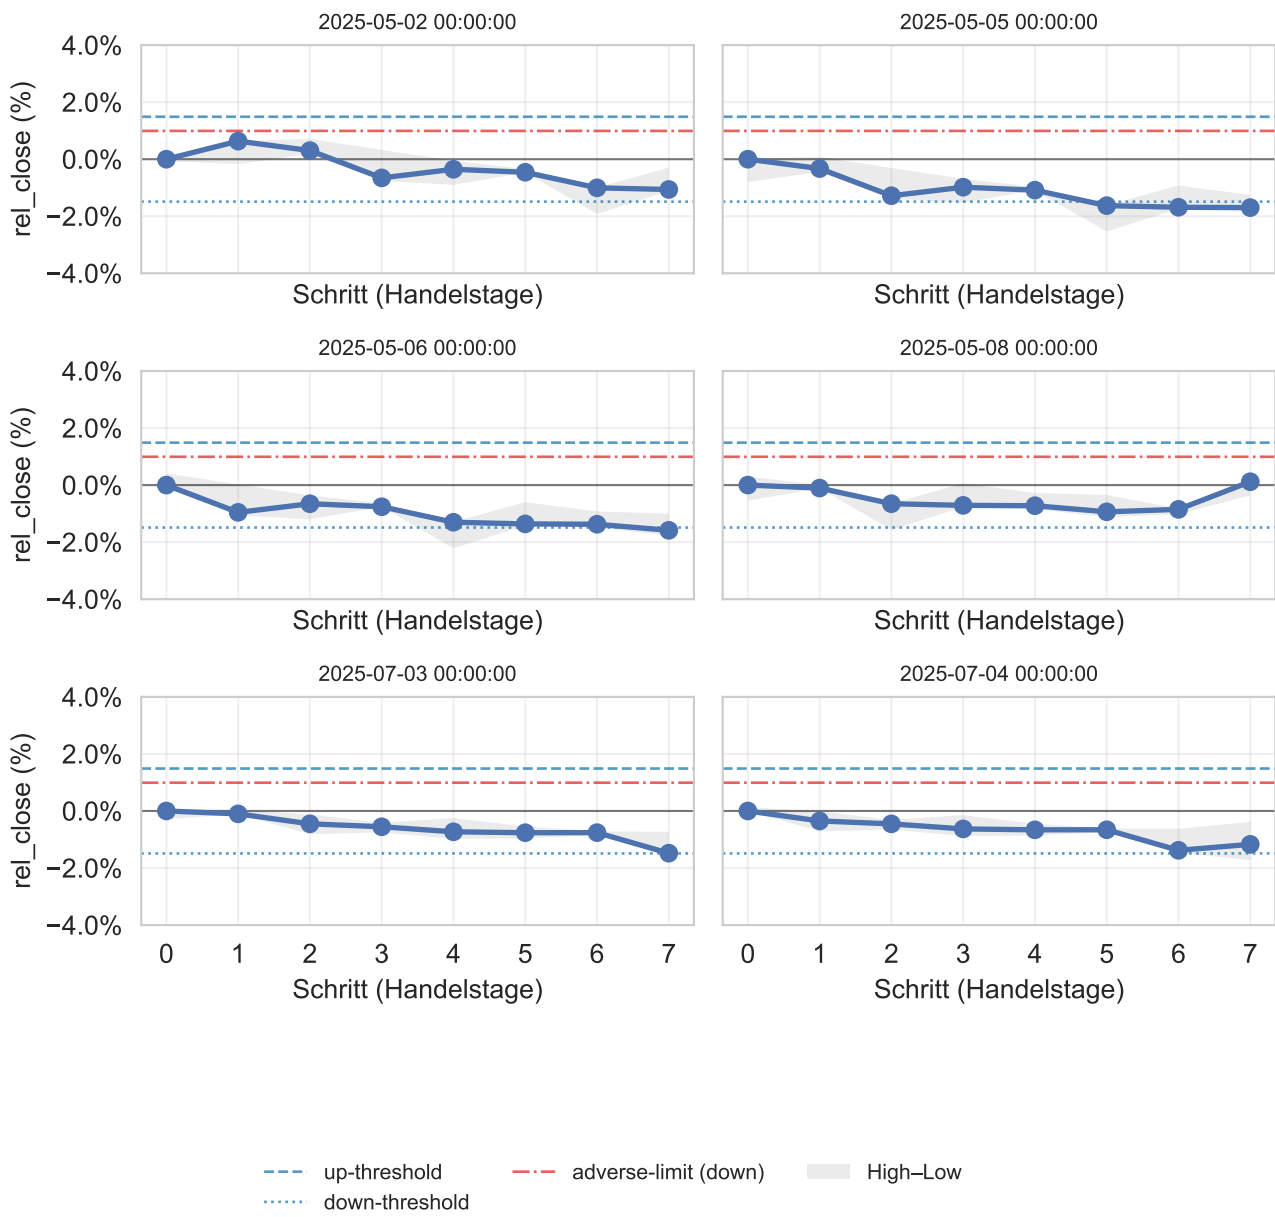 2025-05-02 00:00:00
2025-05-05 00:00:00
rel_close (%)
4.0%
2.0%
0.0%
−2.0%
−4.0%
Schritt (Handelstage)
Schritt (Handelstage)
2025-05-06 00:00:00
2025-05-08 00:00:00
rel_close (%)
4.0%
2.0%
0.0%
−2.0%
−4.0%
Schritt (Handelstage)
Schritt (Handelstage)
2025-07-03 00:00:00
2025-07-04 00:00:00
rel_close (%)
4.0%
2.0%
0.0%
−2.0%
−4.0%
0 1 2 3 4 5 6 7
0 1 2 3 4 5 6 7
Schritt (Handelstage)
Schritt (Handelstage)
up-threshold
adverse-limit (down)
High–Low
down-threshold